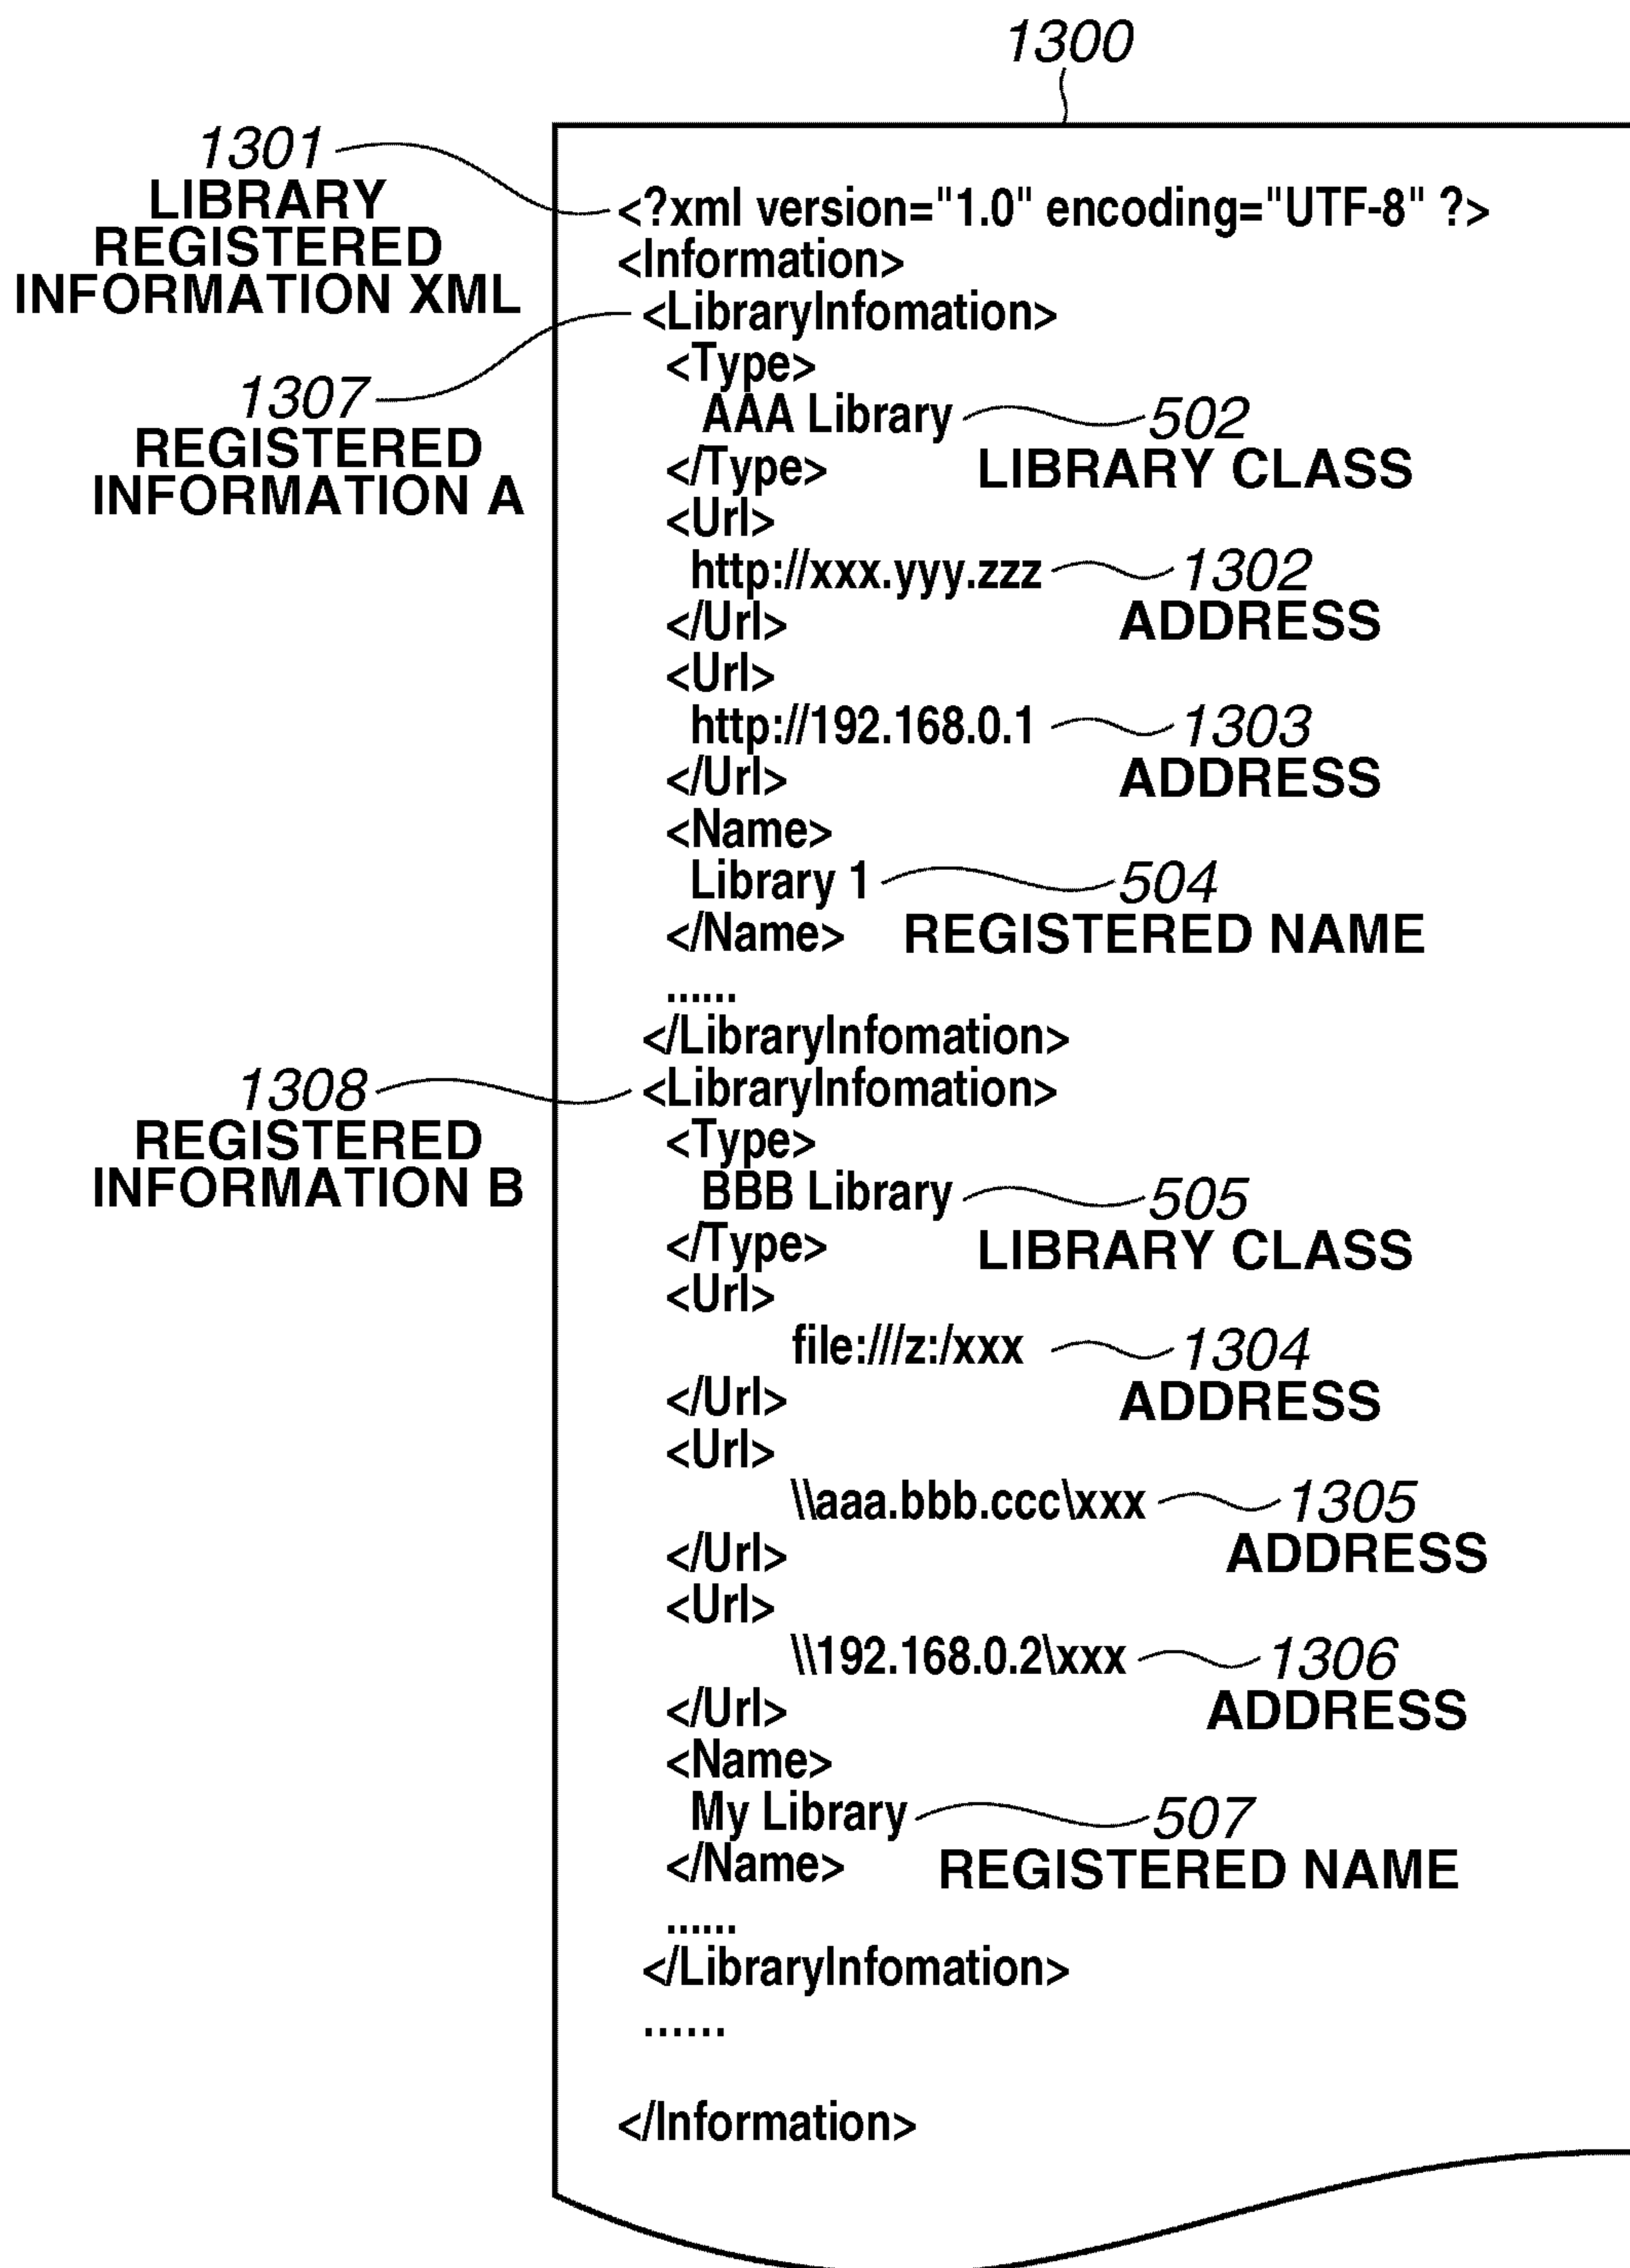 1300
1301
LIBRARY
REGISTERED
INFORMATION XML
<?xml version="1.0" encoding="UTF-8" ?>
<Information>
<LibraryInfomation>
1307
REGISTERED
INFORMATION A
<Type>
AAA Library 502
</Type> LIBRARY CLASS
<Url>
http://xxx.yyy.zzz 1302
</Url> ADDRESS
<Url>
http://192.168.0.1 1303
</Url> ADDRESS
<Name>
Library 1 504
</Name> REGISTERED NAME
......
</LibraryInfomation>
1308
REGISTERED
INFORMATION B
<LibraryInfomation>
<Type>
BBB Library 505
</Type> LIBRARY CLASS
<Url>
file:///z:/xxx 1304
</Url> ADDRESS
<Url>
\\aaa.bbb.ccc\xxx 1305
</Url> ADDRESS
<Url>
\\192.168.0.2\xxx 1306
</Url> ADDRESS
<Name>
My Library 507
</Name> REGISTERED NAME
......
</LibraryInfomation>
......
</Information>